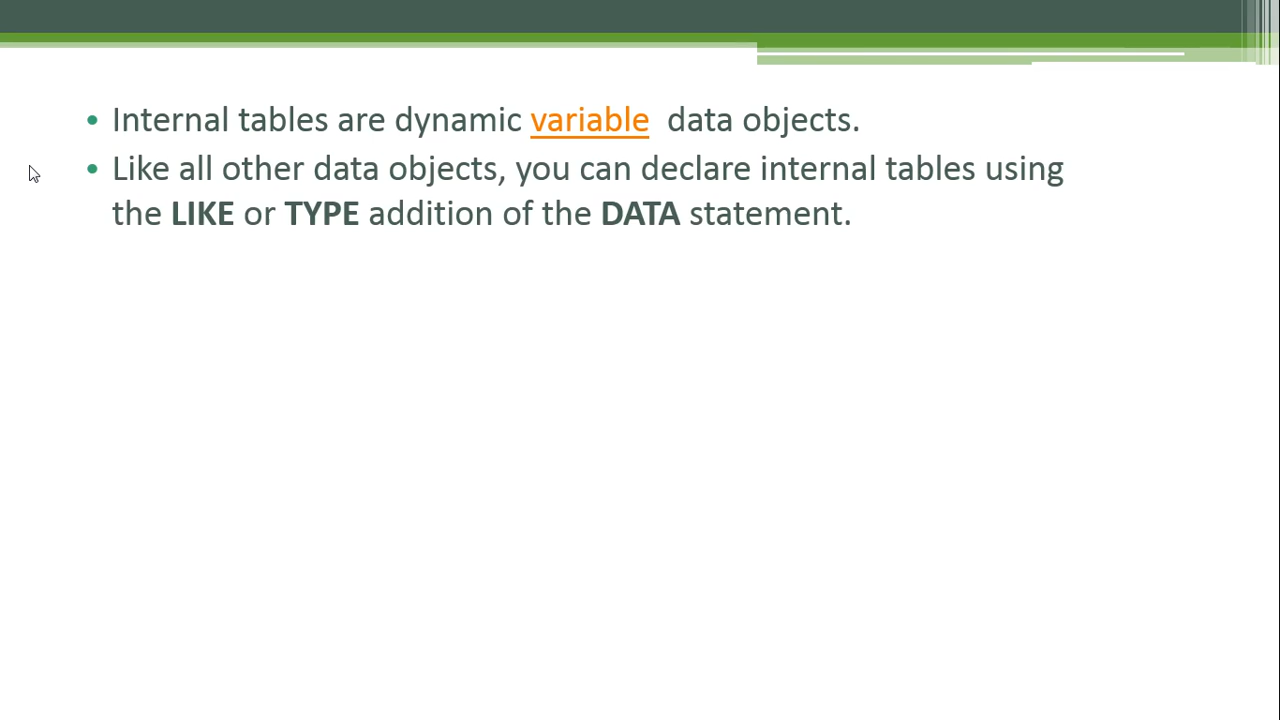 • Internal tables are dynamic variable data objects.
• Like all other data objects, you can declare internal tables using
the LIKE or TYPE addition of the DATA statement.